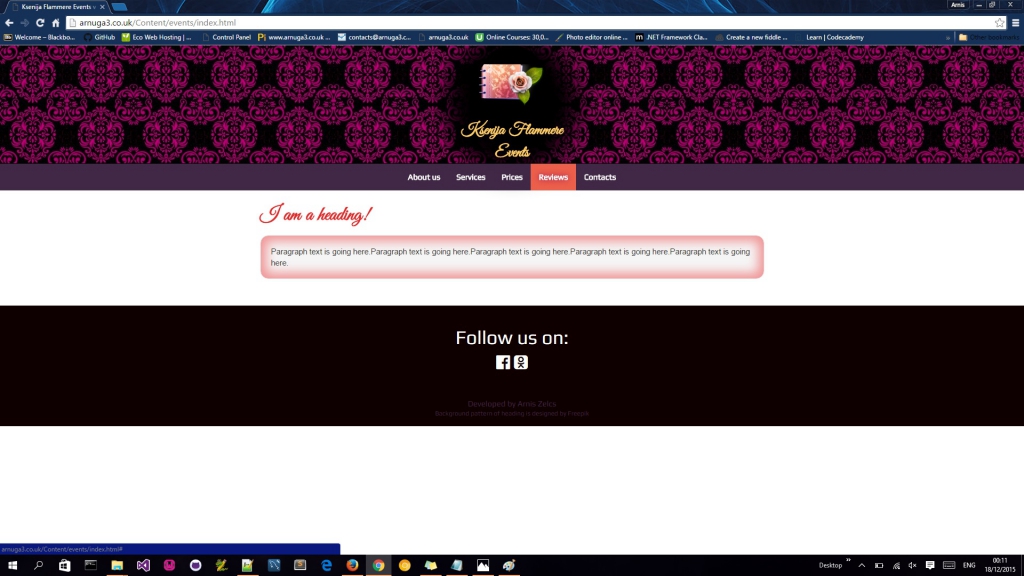 Ksenija Flammere Events
Arnis
arnuga3.co.uk/Content/events/index.html
Welcome – Blackbo...
GitHub
Eco Web Hosting | ...
Control Panel
www.arnuga3.co.uk ...
contacts@arnuga3.c...
arnuga3.co.uk
Online Courses: 30,0...
Photo editor online ...
.NET Framework Cla...
Create a new fiddle ...
Learn | Codecademy
Other bookmarks
Ksenija Flammere
Events
About us
Services
Prices
Reviews
Contacts
I am a heading!
Paragraph text is going here.Paragraph text is going here.Paragraph text is going here.Paragraph text is going here.Paragraph text is going
here.
Follow us on:
Developed by Arnis Zelcs
Background pattern of heading is designed by Freepik
arnuga3.co.uk/Content/events/index.html#
Desktop
ENG
00:11
18/12/2015